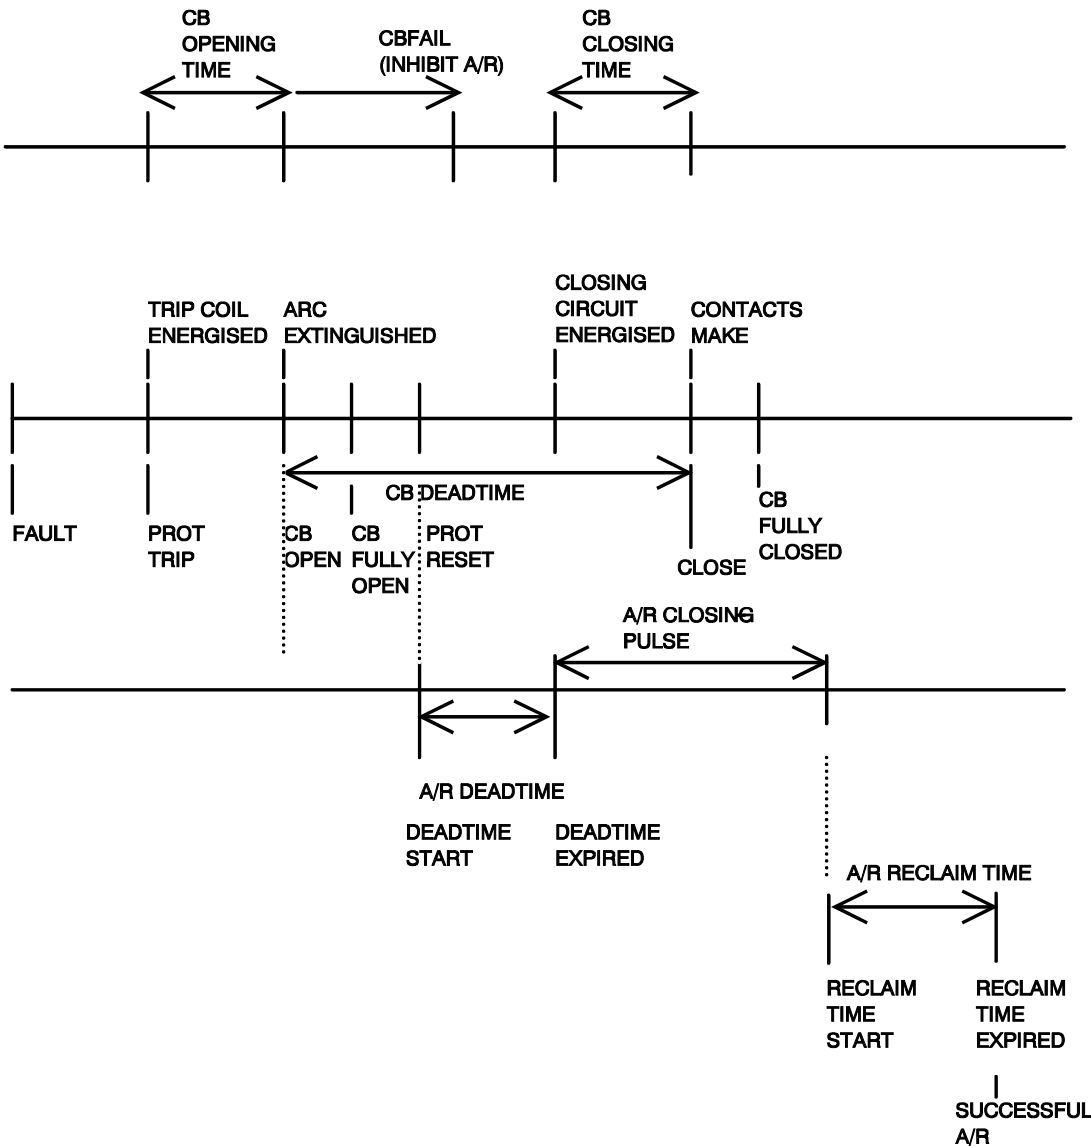 CB
OPENING
TIME
CBFAIL
(INHIBIT A/R)
CB
CLOSING
TIME
TRIP COIL
ENERGISED
ARC
EXTINGUISHED
CLOSING
CIRCUIT
ENERGISED
CONTACTS
MAKE
CB DEADTIME
FAULT
PROT
TRIP
CB
OPEN
CB
FULLY
OPEN
PROT
RESET
CLOSE
CB
FULLY
CLOSED
A/R CLOSING
PULSE
A/R DEADTIME
DEADTIME
START
DEADTIME
EXPIRED
A/R RECLAIM TIME
RECLAIM
TIME
START
RECLAIM
TIME
EXPIRED
SUCCESSFUL
A/R